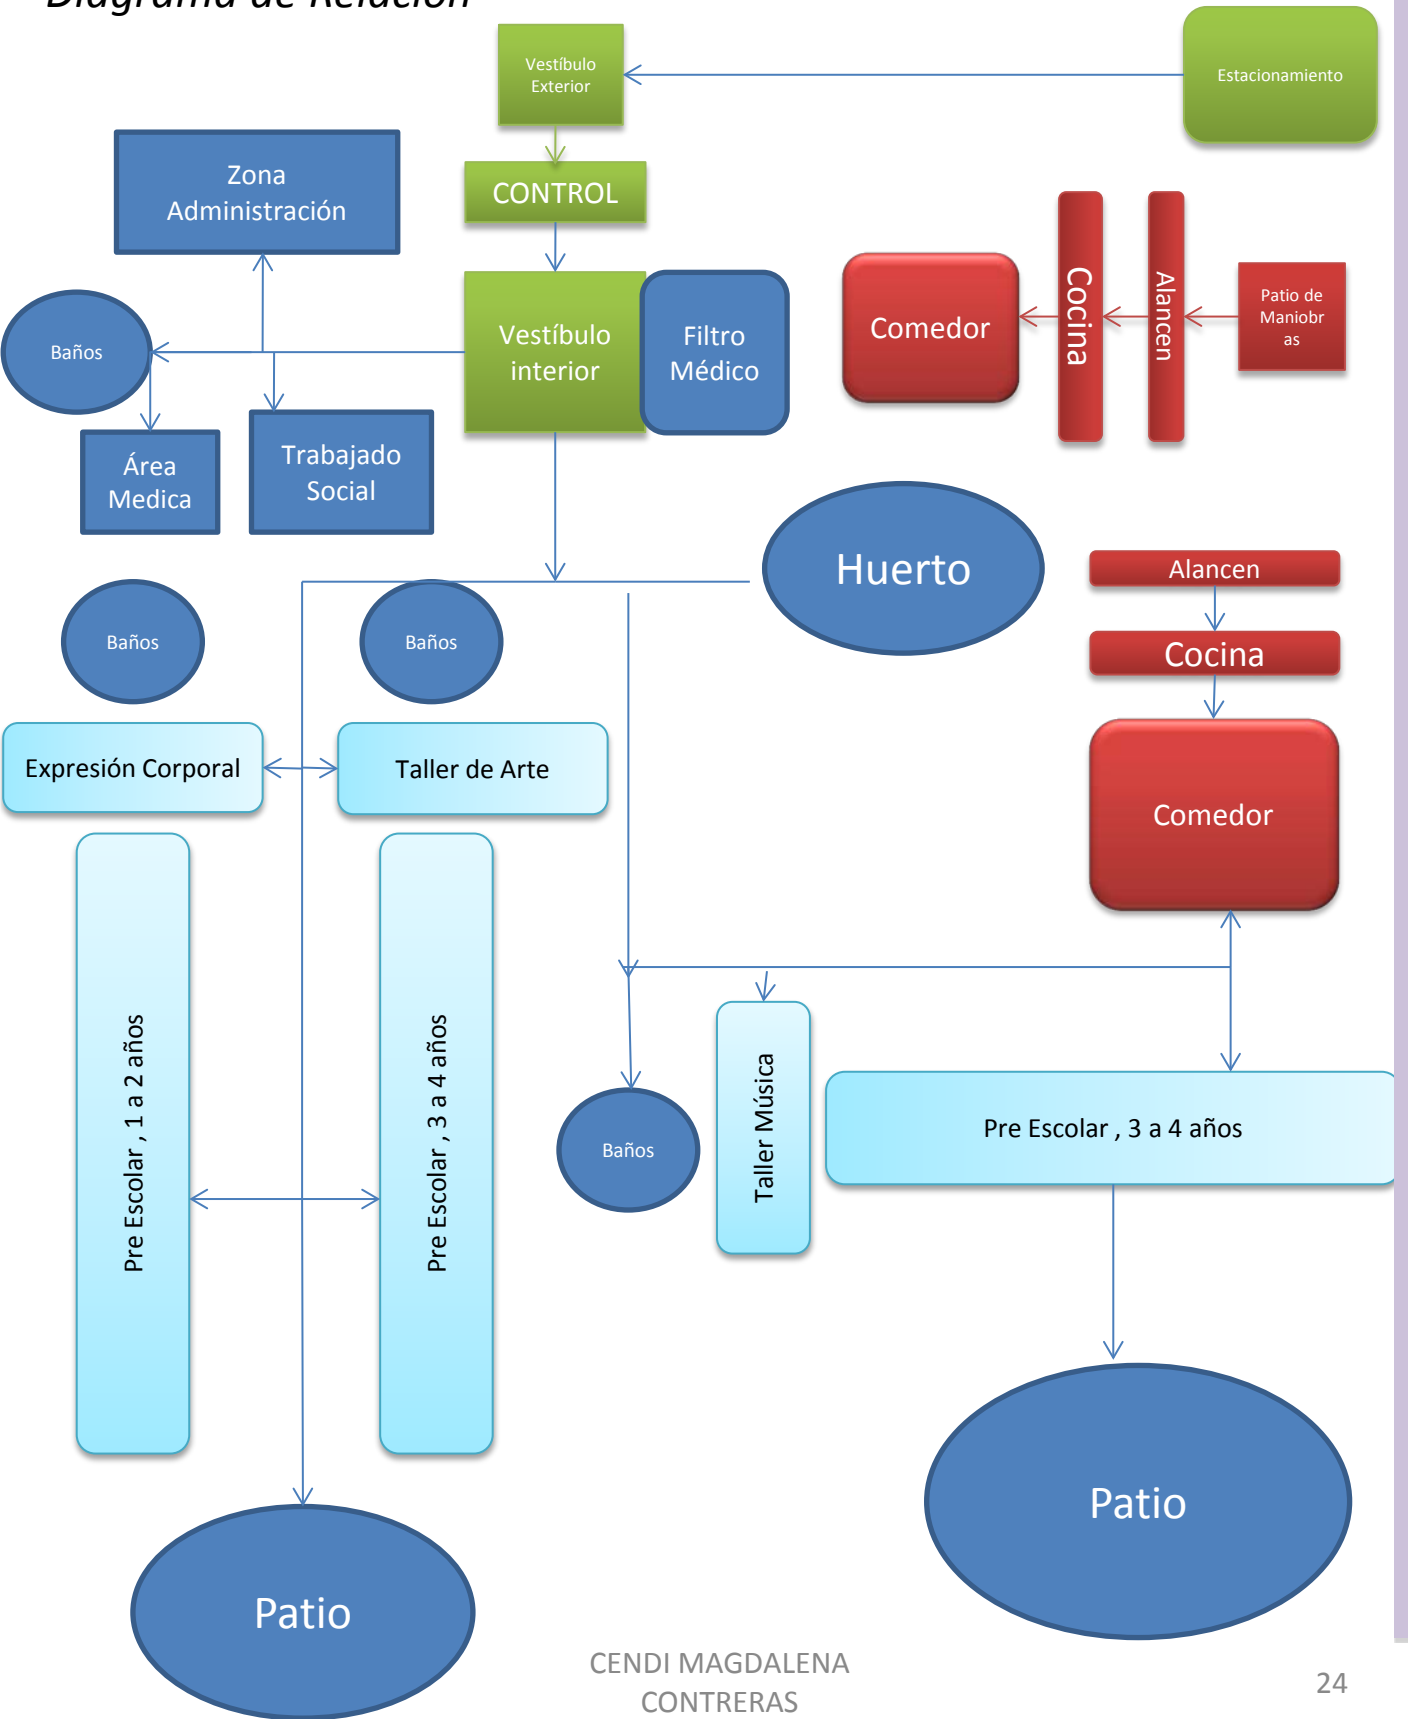 Diagrama de Relación
Vestíbulo
Exterior
Estacionamiento
Zona
Administración
CONTROL
Baños
Vestíbulo
interior
Filtro
Médico
Comedor
Cocina
Alancen
Patio de
Maniobr
as
Área
Medica
Trabajado
Social
Huerto
Alancen
Cocina
Comedor
Baños
Baños
Expresión Corporal
Taller de Arte
Pre Escolar , 1 a 2 años
Pre Escolar , 3 a 4 años
Baños
Taller Música
Pre Escolar , 3 a 4 años
Patio
Patio
CENDI MAGDALENA
CONTRERAS
24